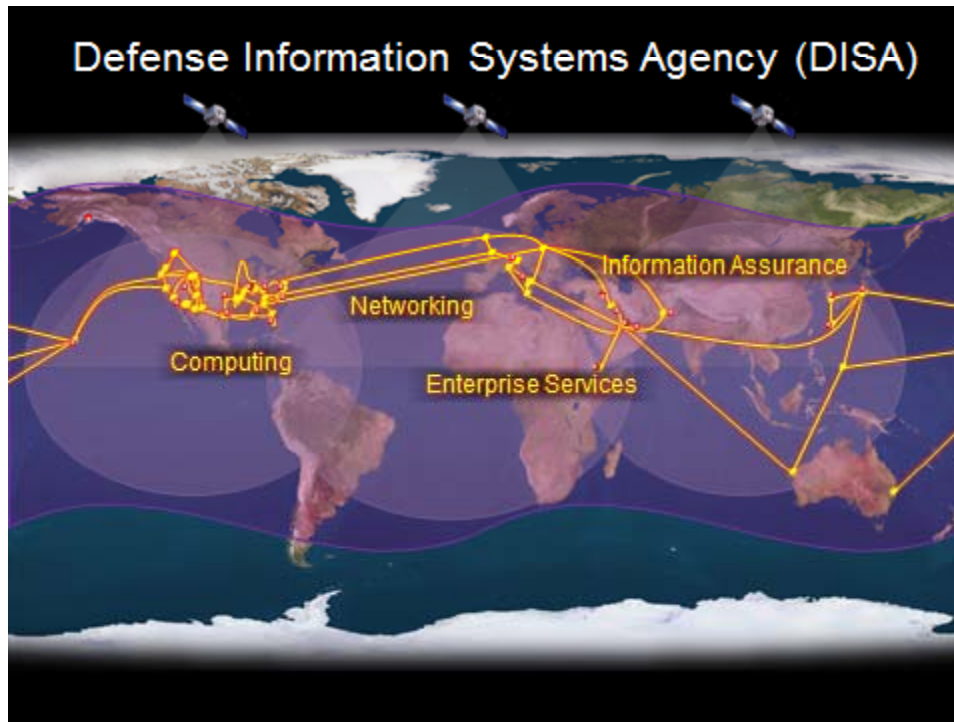 Defense Information Systems Agency (DISA)
Information Assurance
Networking
Computing
Enterprise Services